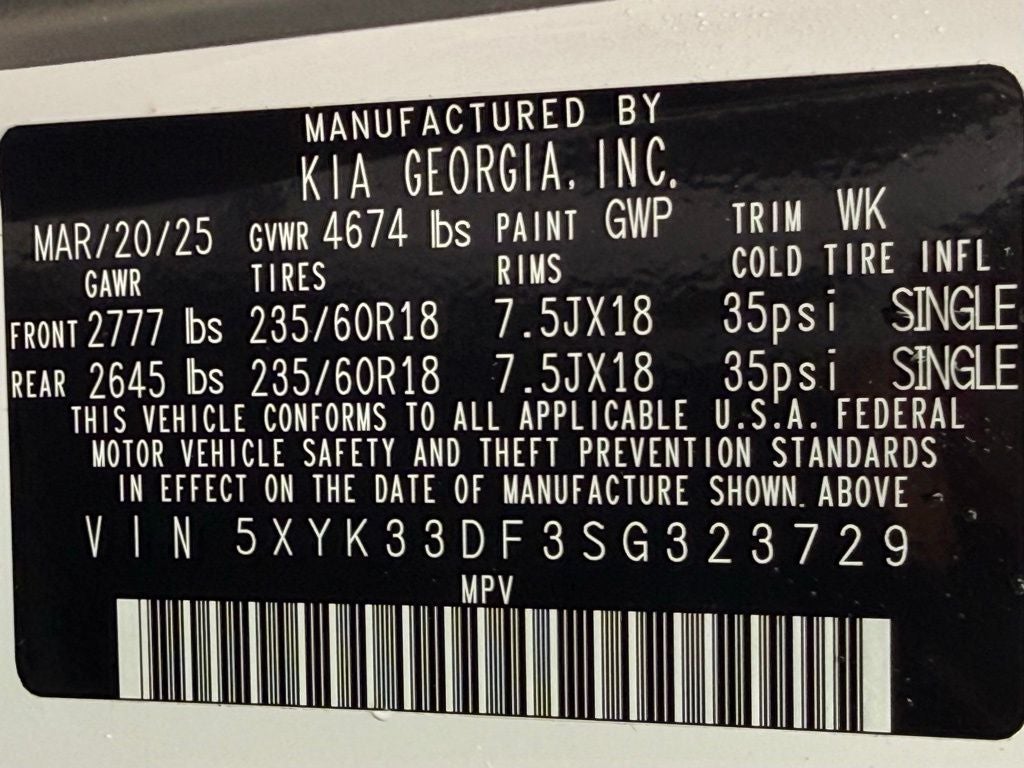 MANUFACTURED BY
KIA GEORGIA, INC.
MAR/20/25 GVWR 4674 lbs PAINT GWP TRIM WK
GAWR TIRES RIMS COLD TIRE INFL
FRONT 2777 lbs 235/60R18 7.5JX18 35psi SINGLE
REAR 2645 lbs 235/60R18 7.5JX18 35psi SINGLE
THIS VEHICLE CONFORMS TO ALL APPLICABLE U.S.A. FEDERAL
MOTOR VEHICLE SAFETY AND THEFT PREVENTION STANDARDS
IN EFFECT ON THE DATE OF MANUFACTURE SHOWN. ABOVE
VIN 5XYK33DF3SG323729
MPV